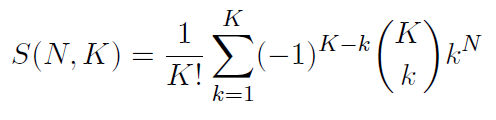 S(N, K) = \frac{1}{K!} \sum_{k=1}^{K} (-1)^{K-k} \binom{K}{k} k^N